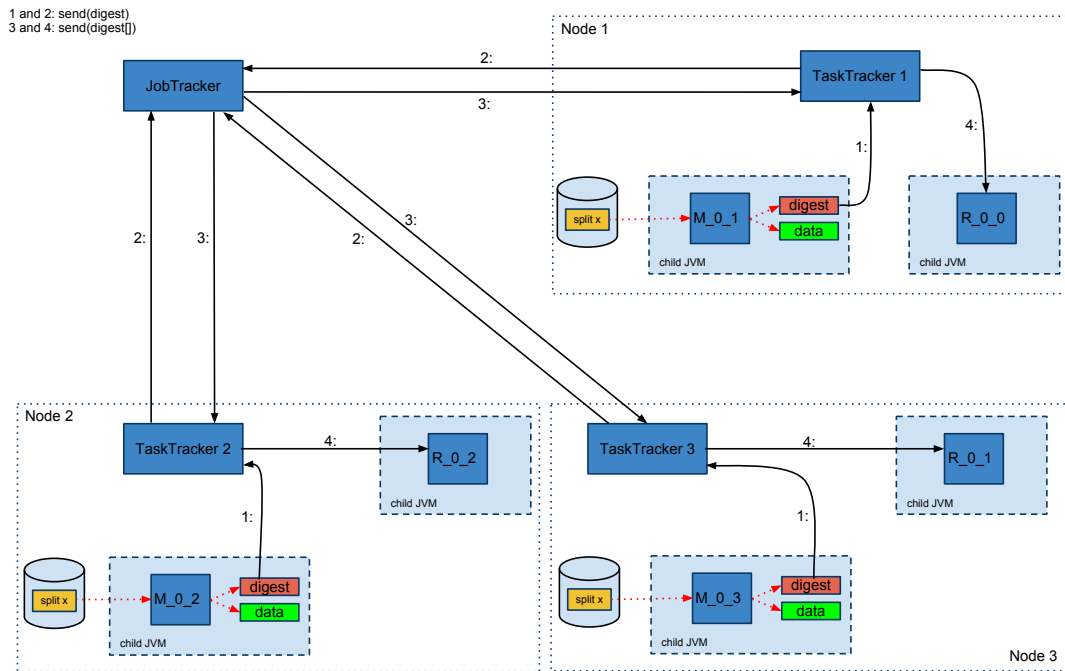 1 and 2: send(digest)
3 and 4: send(digest[])
Node 1
JobTracker
2:
3:
TaskTracker 1
1:
4:
split x
M_0_1
digest
data
child JVM
R_0_0
child JVM
2:
3:
3:
2:
Node 2
TaskTracker 2
4:
R_0_2
child JVM
1:
split x
M_0_2
digest
data
child JVM
TaskTracker 3
4:
R_0_1
child JVM
1:
split x
M_0_3
digest
data
child JVM
Node 3